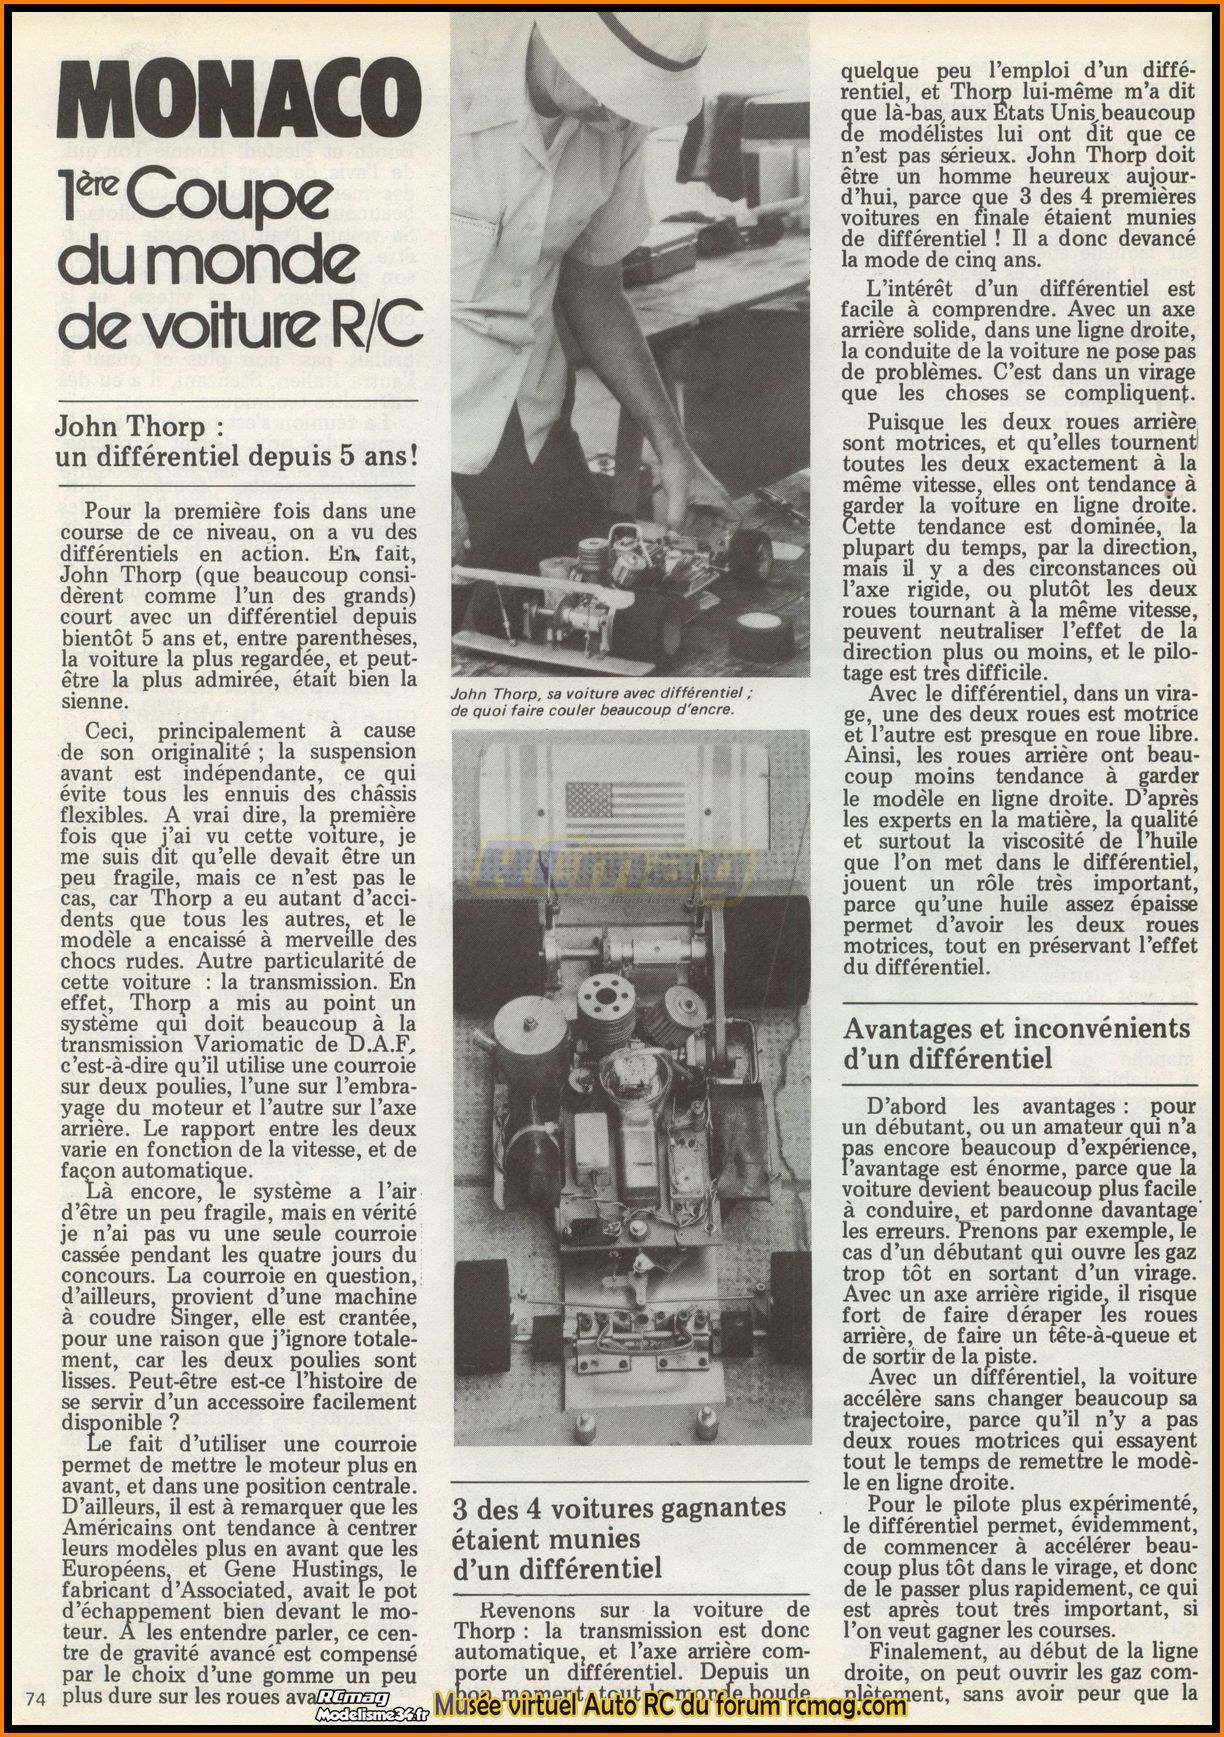 MONACO
1ère Coupe
du monde
de voiture R/C
John Thorp :
un différentiel depuis 5 ans!
Pour la première fois dans une
course de ce niveau, on a vu des
différentiels en action. En fait,
John Thorp (que beaucoup consi-
dèrent comme l'un des grands)
court avec un différentiel depuis
bientôt 5 ans et, entre parenthèses,
la voiture la plus regardée, et peut-
être la plus admirée, était bien la
sienne.
Ceci, principalement à cause
de son originalité ; la suspension
avant est indépendante, ce qui
évite tous les ennuis des châssis
flexibles. A vrai dire, la première
fois que j'ai vu cette voiture, je
me suis dit qu'elle devait être un
peu fragile, mais ce n'est pas le
cas, car Thorp a eu autant d'acci-
dents que tous les autres, et le
modèle a encaissé à merveille des
chocs rudes. Autre particularité de
cette voiture : la transmission. En
effet, Thorp a mis au point un
système qui doit beaucoup à la
transmission Variomatic de D.A.F.
c'est-à-dire qu'il utilise une courroie
sur deux poulies, l'une sur l'embra-
yage du moteur et l'autre sur l'axe
arrière. Le rapport entre les deux
varie en fonction de la vitesse, et de
façon automatique.
Là encore, le système a l'air
d'être un peu fragile, mais en vérité
je n'ai pas vu une seule courroie
cassée pendant les quatre jours du
concours. La courroie en question,
d'ailleurs, provient d'une machine
à coudre Singer, elle est crantée,
pour une raison que j'ignore totale-
ment, car les deux poulies sont
lisses. Peut-être est-ce l'histoire de
se servir d'un accessoire facilement
disponible ?
Le fait d'utiliser une courroie
permet de mettre le moteur plus en
avant, et dans une position centrale.
D'ailleurs, il est à remarquer que les
Américains ont tendance à centrer
leurs modèles plus en avant que les
Européens, et Gene Hustings, le
fabricant d'Associated, avait le pot
d'échappement bien devant le mo-
teur. A les entendre parler, ce cen-
tre de gravité avancé est compensé
par le choix d'une gomme un peu
plus dure sur les roues ava
74
John Thorp, sa voiture avec différentiel ;
de quoi faire couler beaucoup d'encre.
RCmag
3 des 4 voitures gagnantes
étaient munies
d'un différentiel
Revenons sur la voiture de
Thorp : la transmission est donc
automatique, et l'axe arrière com-
porte un différentiel. Depuis un
bon moment, tout le monde boude
quelque peu l'emploi d'un diffé-
rentiel, et Thorp lui-même m'a dit
que là-bas aux États Unis beaucoup
de modélistes lui ont dit que ce
n'est pas sérieux. John Thorp doit
être un homme heureux aujour-
d'hui, parce que 3 des 4 premières
voitures en finale étaient munies
de différentiel ! Il a donc devancé
la mode de cinq ans.
L'intérêt d'un différentiel est
facile à comprendre. Avec un axe
arrière solide, dans une ligne droite,
la conduite de la voiture ne pose pas
de problèmes. C'est dans un virage
que les choses se compliquent.
Puisque les deux roues arrière
sont motrices, et qu'elles tournent
toutes les deux exactement à la
même vitesse, elles ont tendance à
garder la voiture en ligne droite.
Cette tendance est dominée, la
plupart du temps, par la direction,
mais il y a des circonstances où
l'axe rigide, ou plutôt les deux
roues tournant à la même vitesse,
peuvent neutraliser l'effet de la
direction plus ou moins, et le pilo-
tage est très difficile.
Avec le différentiel, dans un vira-
ge, une des deux roues est motrice
et l'autre est presque en roue libre.
Ainsi, les roues arrière ont beau-
coup moins tendance à garder
le modèle en ligne droite. D'après
les experts en la matière, la qualité
et surtout la viscosité de l'huile
que l'on met dans le différentiel,
jouent un rôle très important,
parce qu'une huile assez épaisse
permet d'avoir les deux roues
motrices, tout en préservant l'effet
du différentiel.
Avantages et inconvénients
d'un différentiel
D'abord les avantages : pour
un débutant, ou un amateur qui n'a
pas encore beaucoup d'expérience,
l'avantage est énorme, parce que la
voiture devient beaucoup plus facile
à conduire, et pardonne davantage
les erreurs. Prenons par exemple, le
cas d'un débutant qui ouvre les gaz
trop tôt en sortant d'un virage.
Avec un axe arrière rigide, il risque
fort de faire déraper les roues
arrière, de faire un tête-à-queue et
de sortir de la piste.
Avec un différentiel, la voiture
accélère sans changer beaucoup sa
trajectoire, parce qu'il n'y a pas
deux roues motrices qui essayent
tout le temps de remettre le modè-
le en ligne droite.
Pour le pilote plus expérimenté,
le différentiel permet, évidemment,
de commencer à accélérer beau-
coup plus tôt dans le virage, et donc
de le passer plus rapidement, ce qui
est après tout très important, si
l'on veut gagner les courses.
Finalement, au début de la ligne
droite, on peut ouvrir les gaz com-
plètement, sans avoir peur que la
RCmag
Modelisme34.fr
Musée virtuel Auto RC du forum rcmag.com